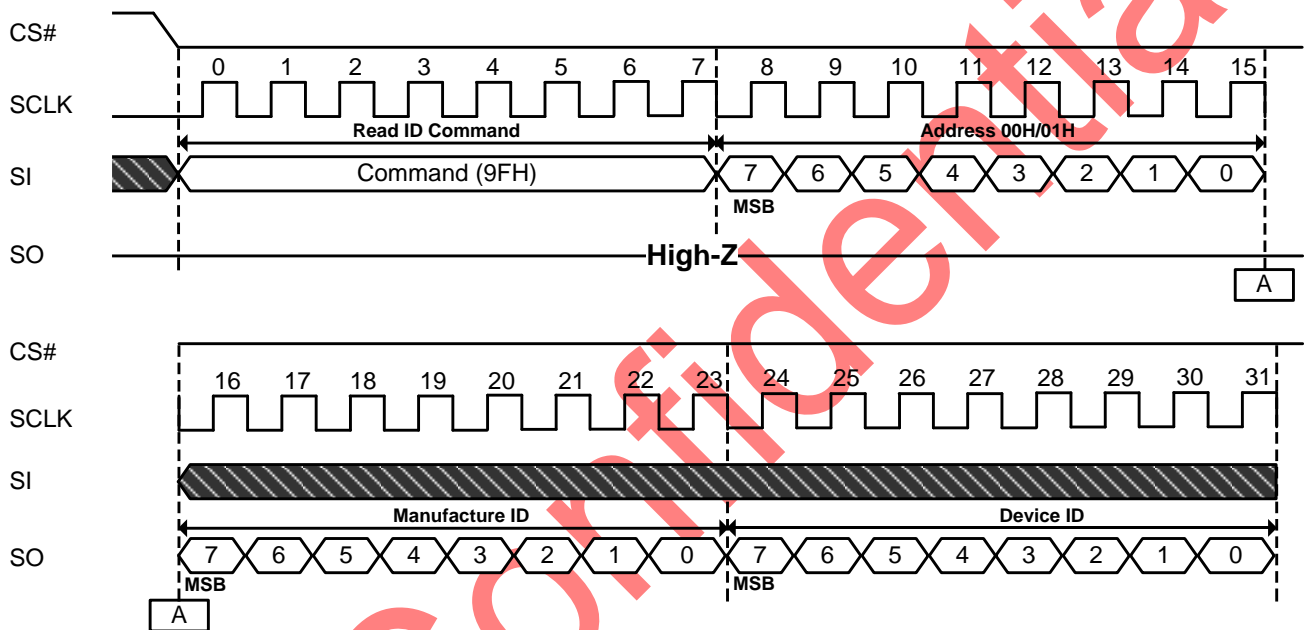 CS#
0 1 2 3 4 5 6 7 8 9 10 11 12 13 14 15
SCLK
Read ID Command Address 00H/01H
SI Command (9FH) 7 6 5 4 3 2 1 0
MSB
SO High-Z
A
CS#
16 17 18 19 20 21 22 23 24 25 26 27 28 29 30 31
SCLK
SI
Manufacture ID Device ID
SO 7 6 5 4 3 2 1 0 7 6 5 4 3 2 1 0
MSB MSB
A
confidentia